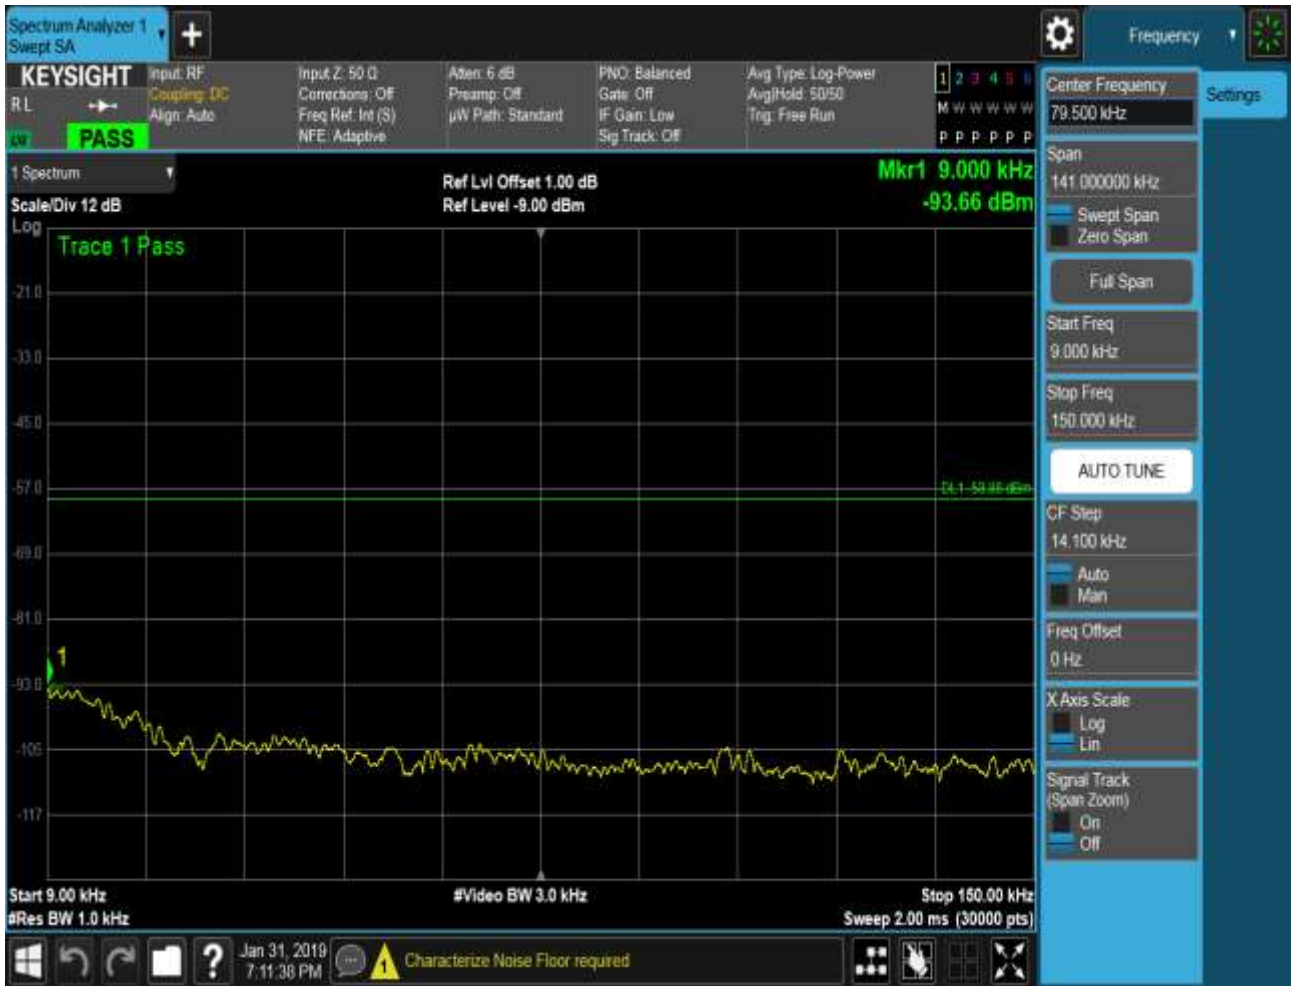 Spectrum Analyzer 1
Swept SA
+
Frequency
KEYSIGHT
RL
PASS
Input: RF
Coupling: DC
Align: Auto
Input Z: 50 Ω
Corrections: Off
Freq Ref: Int (S)
NFE: Adaptive
Atten: 6 dB
Preamp: Off
µW Path: Standard
PNO: Balanced
Gate: Off
IF Gain: Low
Sig Track: Off
Avg Type: Log-Power
Avg|Hold: 50/50
Trig: Free Run
1 2 3 4 5 6
M W W W W W
P P P P P P
1 Spectrum
Scale/Div 12 dB
Log
Ref Lvl Offset 1.00 dB
Ref Level -9.00 dBm
Mkr1 9.000 kHz
-93.66 dBm
Trace 1 Pass
-21.0
-33.0
-45.0
-57.0
-69.0
-81.0
-93.0
-105
-117
1
Start 9.00 kHz
#Res BW 1.0 kHz
#Video BW 3.0 kHz
Stop 150.00 kHz
Sweep 2.00 ms (30000 pts)
Center Frequency
79.500 kHz
Span
141.000000 kHz
Swept Span
Zero Span
Full Span
Start Freq
9.000 kHz
Stop Freq
150.000 kHz
AUTO TUNE
CF Step
14.100 kHz
Auto
Man
Freq Offset
0 Hz
X Axis Scale
Log
Lin
Signal Track
(Span Zoom)
On
Off
Settings
?
Jan 31, 2019
7:11:38 PM
1
Characterize Noise Floor required